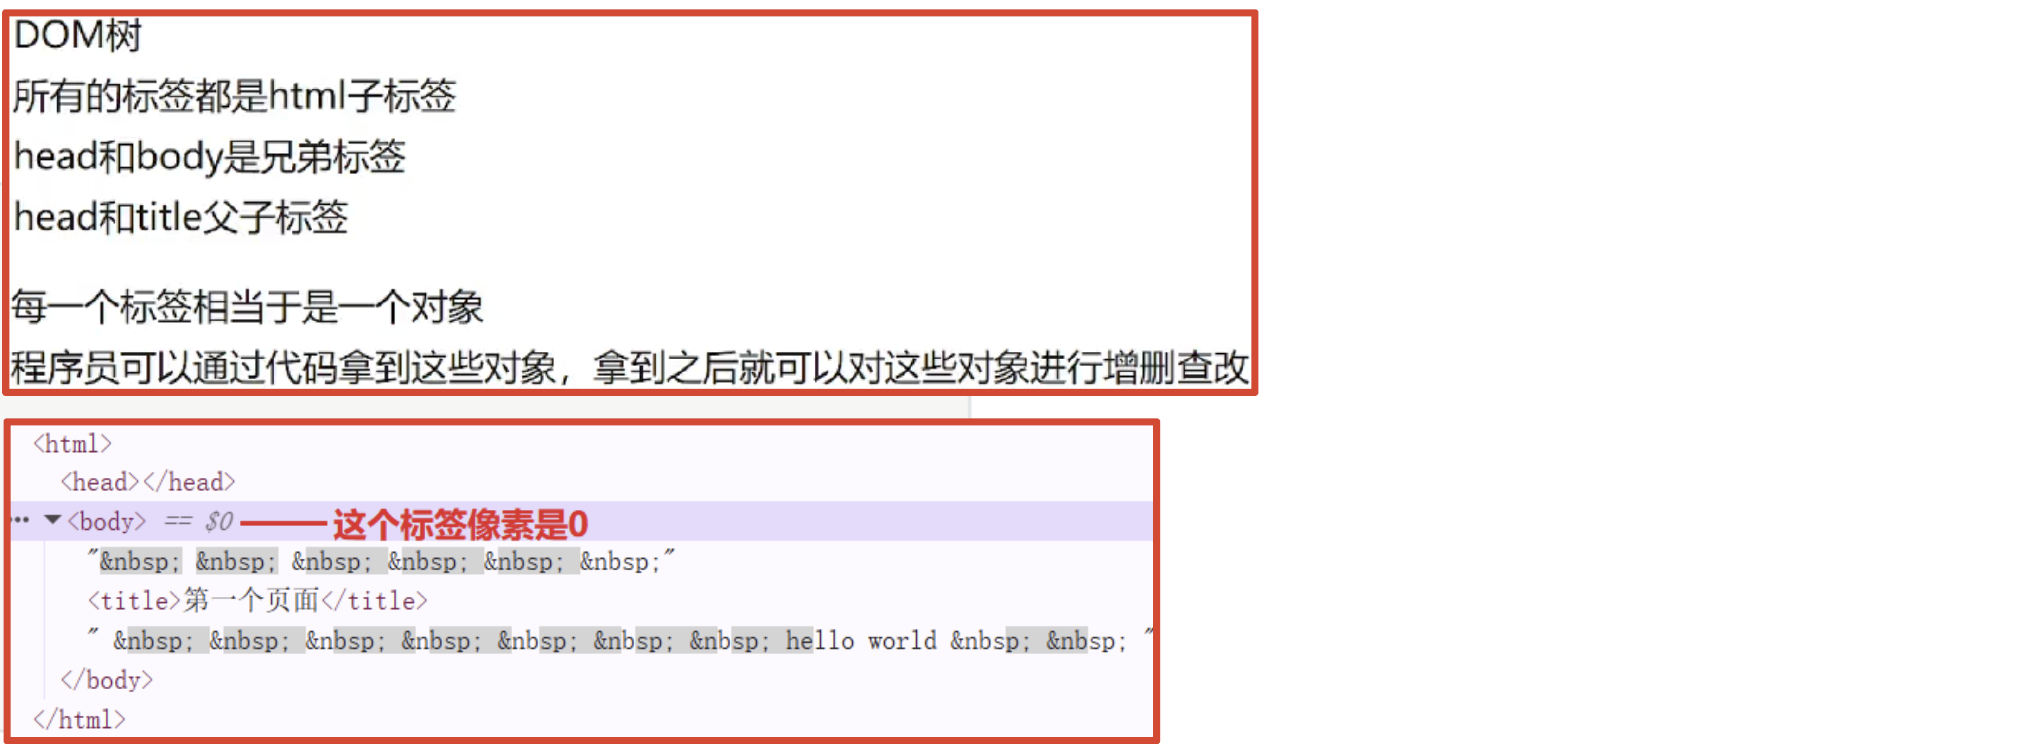 DOM树
所有的标签都是html子标签
head和body是兄弟标签
head和title父子标签
每一个标签相当于是一个对象
程序员可以通过代码拿到这些对象，拿到之后就可以对这些对象进行增删查改
<html>
<head></head>
··· ▼<body> == $0 这个标签像素是0
"&nbsp; &nbsp; &nbsp; &nbsp; &nbsp; &nbsp;"
<title>第一个页面</title>
" &nbsp; &nbsp; &nbsp; &nbsp; &nbsp; &nbsp; &nbsp; hello world &nbsp; &nbsp; "
</body>
</html>